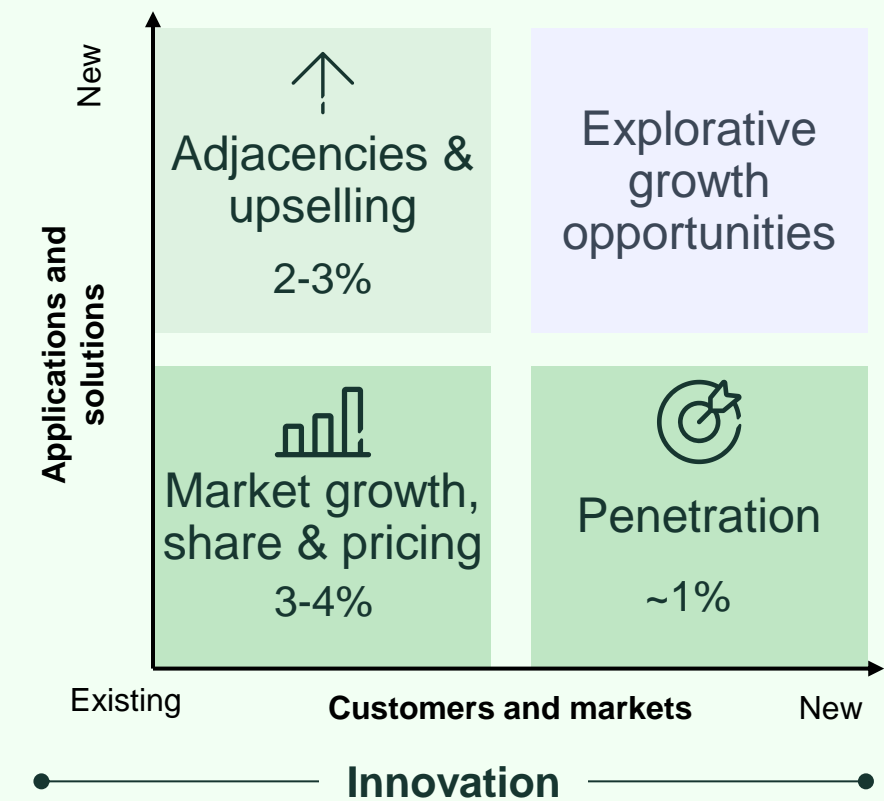 New
Applications and
solutions
Adjacencies &
upselling
2-3%
Explorative
growth
opportunities
Market growth,
share & pricing
3-4%
Penetration
~1%
Existing
Customers and markets
New
Innovation